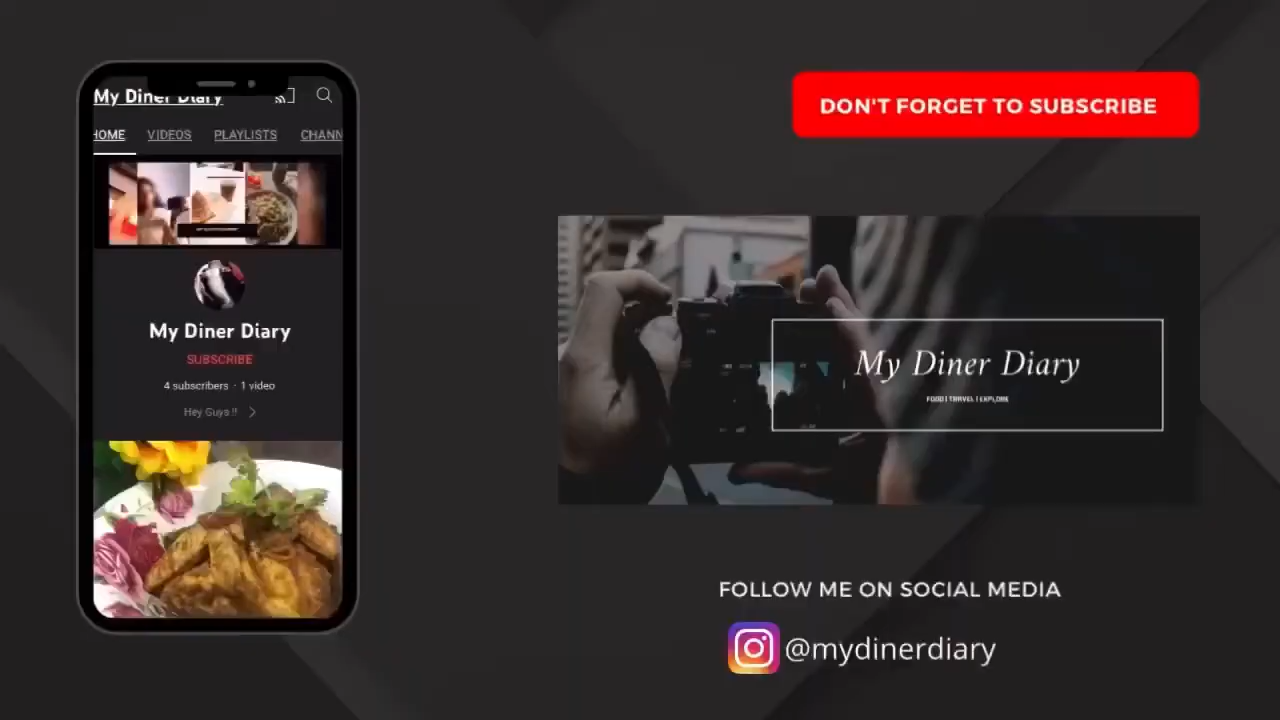 My Diner Diary
HOME VIDEOS PLAYLISTS CHANN
My Diner Diary
SUBSCRIBE
4 subscribers · 1 video
Hey Guys !!
DON'T FORGET TO SUBSCRIBE
My Diner Diary
FOOD | TRAVEL | EXPLORE
FOLLOW ME ON SOCIAL MEDIA
@mydinerdiary